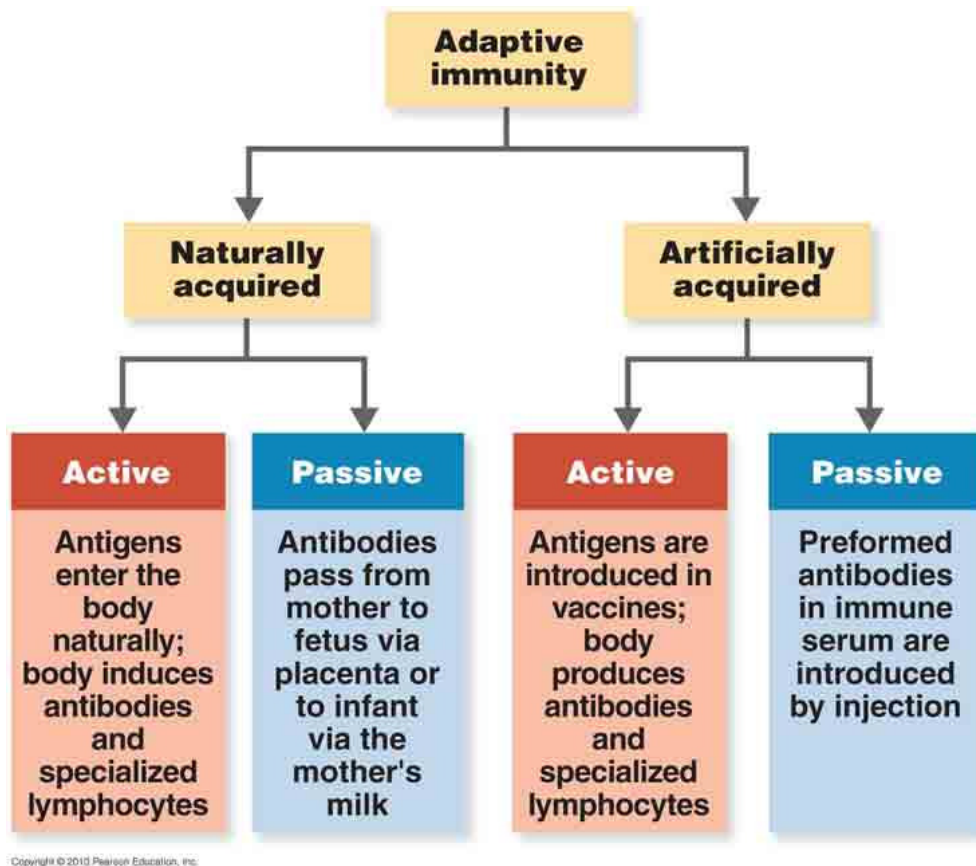 Adaptive
immunity
Naturally
acquired
Artificially
acquired
Active
Antigens
enter the
body
naturally;
body induces
antibodies
and
specialized
lymphocytes
Passive
Antibodies
pass from
mother to
fetus via
placenta or
to infant
via the
mother's
milk
Active
Antigens are
introduced in
vaccines;
body
produces
antibodies
and
specialized
lymphocytes
Passive
Preformed
antibodies
in immune
serum are
introduced
by injection
Copyright © 2010 Pearson Education, Inc.